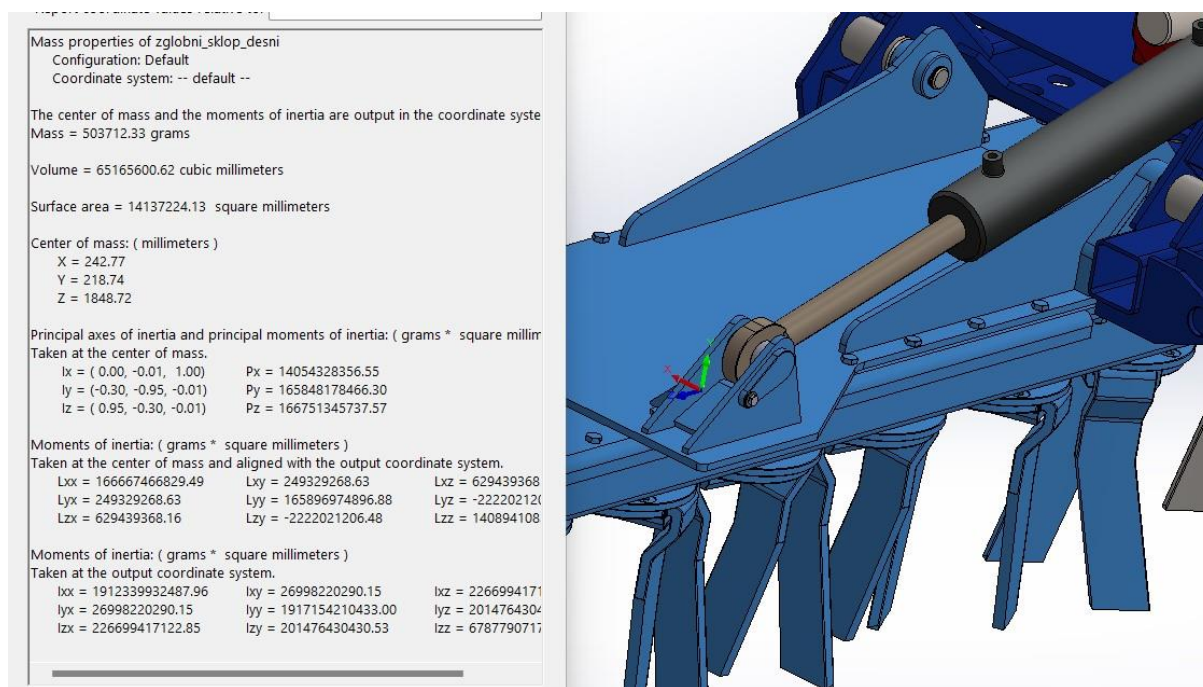 Report coordinate values relative to:
Mass properties of zglobni_sklop_desni
Configuration: Default
Coordinate system: -- default --
The center of mass and the moments of inertia are output in the coordinate syste
Mass = 503712.33 grams
Volume = 65165600.62 cubic millimeters
Surface area = 14137224.13 square millimeters
Center of mass: ( millimeters )
X = 242.77
Y = 218.74
Z = 1848.72
Principal axes of inertia and principal moments of inertia: ( grams * square millim
Taken at the center of mass.
Ix = ( 0.00, -0.01, 1.00) Px = 14054328356.55
Iy = (-0.30, -0.95, -0.01) Py = 165848178466.30
Iz = ( 0.95, -0.30, -0.01) Pz = 166751345737.57
Moments of inertia: ( grams * square millimeters )
Taken at the center of mass and aligned with the output coordinate system.
Lxx = 166667466829.49 Lxy = 249329268.63 Lxz = 629439368
Lyx = 249329268.63 Lyy = 165896974896.88 Lyz = -222202120
Lzx = 629439368.16 Lzy = -2222021206.48 Lzz = 140894108
Moments of inertia: ( grams * square millimeters )
Taken at the output coordinate system.
Ixx = 1912339932487.96 Ixy = 26998220290.15 Ixz = 2266994171
Iyx = 26998220290.15 Iyy = 1917154210433.00 Iyz = 2014764304
Izx = 226699417122.85 Izy = 201476430430.53 Izz = 6787790717
X
Y